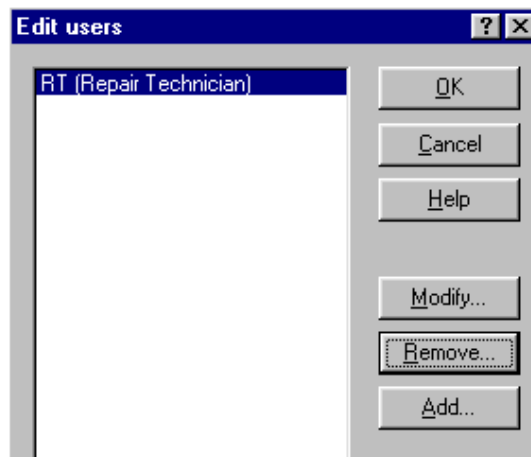 Edit users
RT (Repair Technician)
OK
Cancel
Help
Modify...
Remove...
Add...